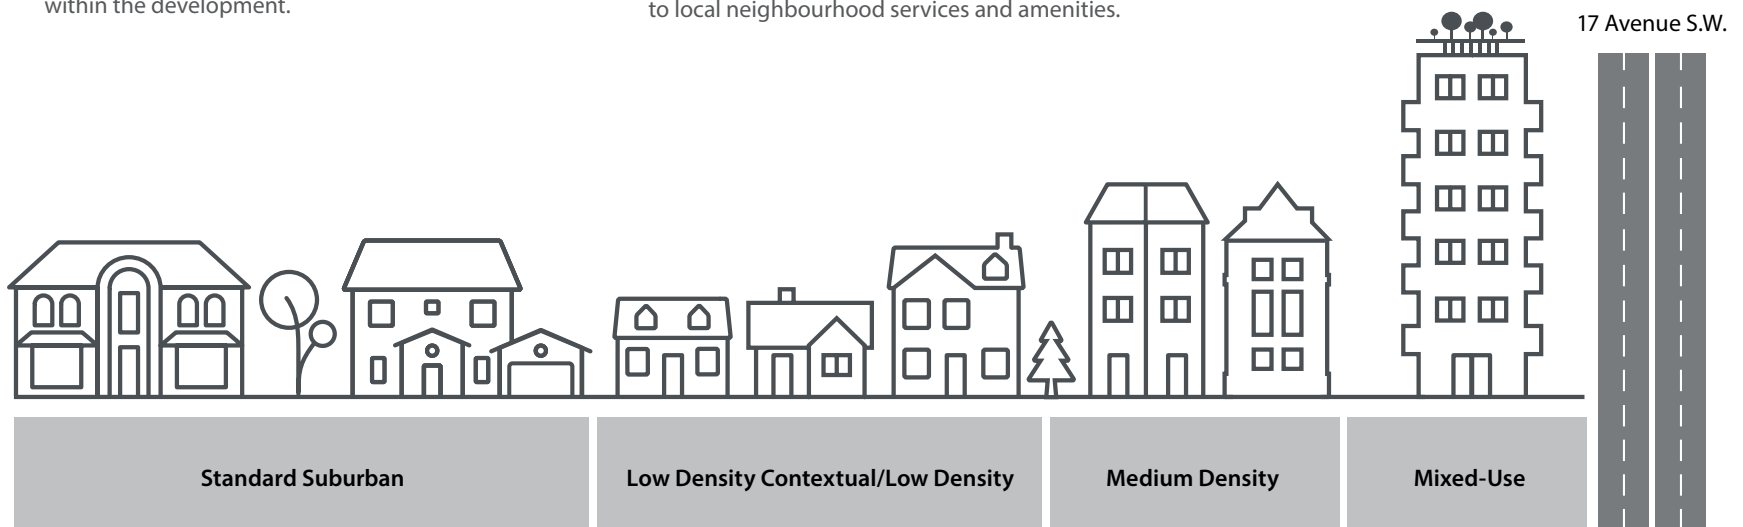 within the development.
to local neighbourhood services and amenities.
17 Avenue S.W.
Standard Suburban
Low Density Contextual/Low Density
Medium Density
Mixed-Use